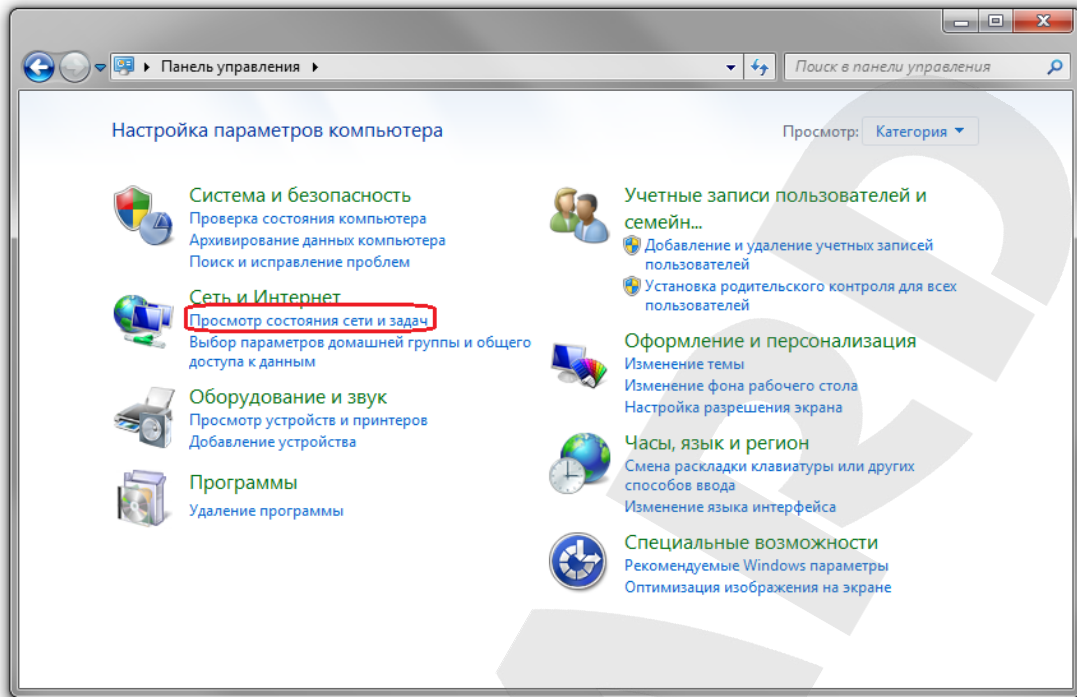 Панель управления
Поиск в панели управления
Настройка параметров компьютера
Просмотр: Категория
Система и безопасность
Проверка состояния компьютера
Архивирование данных компьютера
Поиск и исправление проблем
Сеть и Интернет
Просмотр состояния сети и задач
Выбор параметров домашней группы и общего
доступа к данным
Оборудование и звук
Просмотр устройств и принтеров
Добавление устройства
Программы
Удаление программы
Учетные записи пользователей и
семейн...
Добавление и удаление учетных записей
пользователей
Установка родительского контроля для всех
пользователей
Оформление и персонализация
Изменение темы
Изменение фона рабочего стола
Настройка разрешения экрана
Часы, язык и регион
Смена раскладки клавиатуры или других
способов ввода
Изменение языка интерфейса
Специальные возможности
Рекомендуемые Windows параметры
Оптимизация изображения на экране